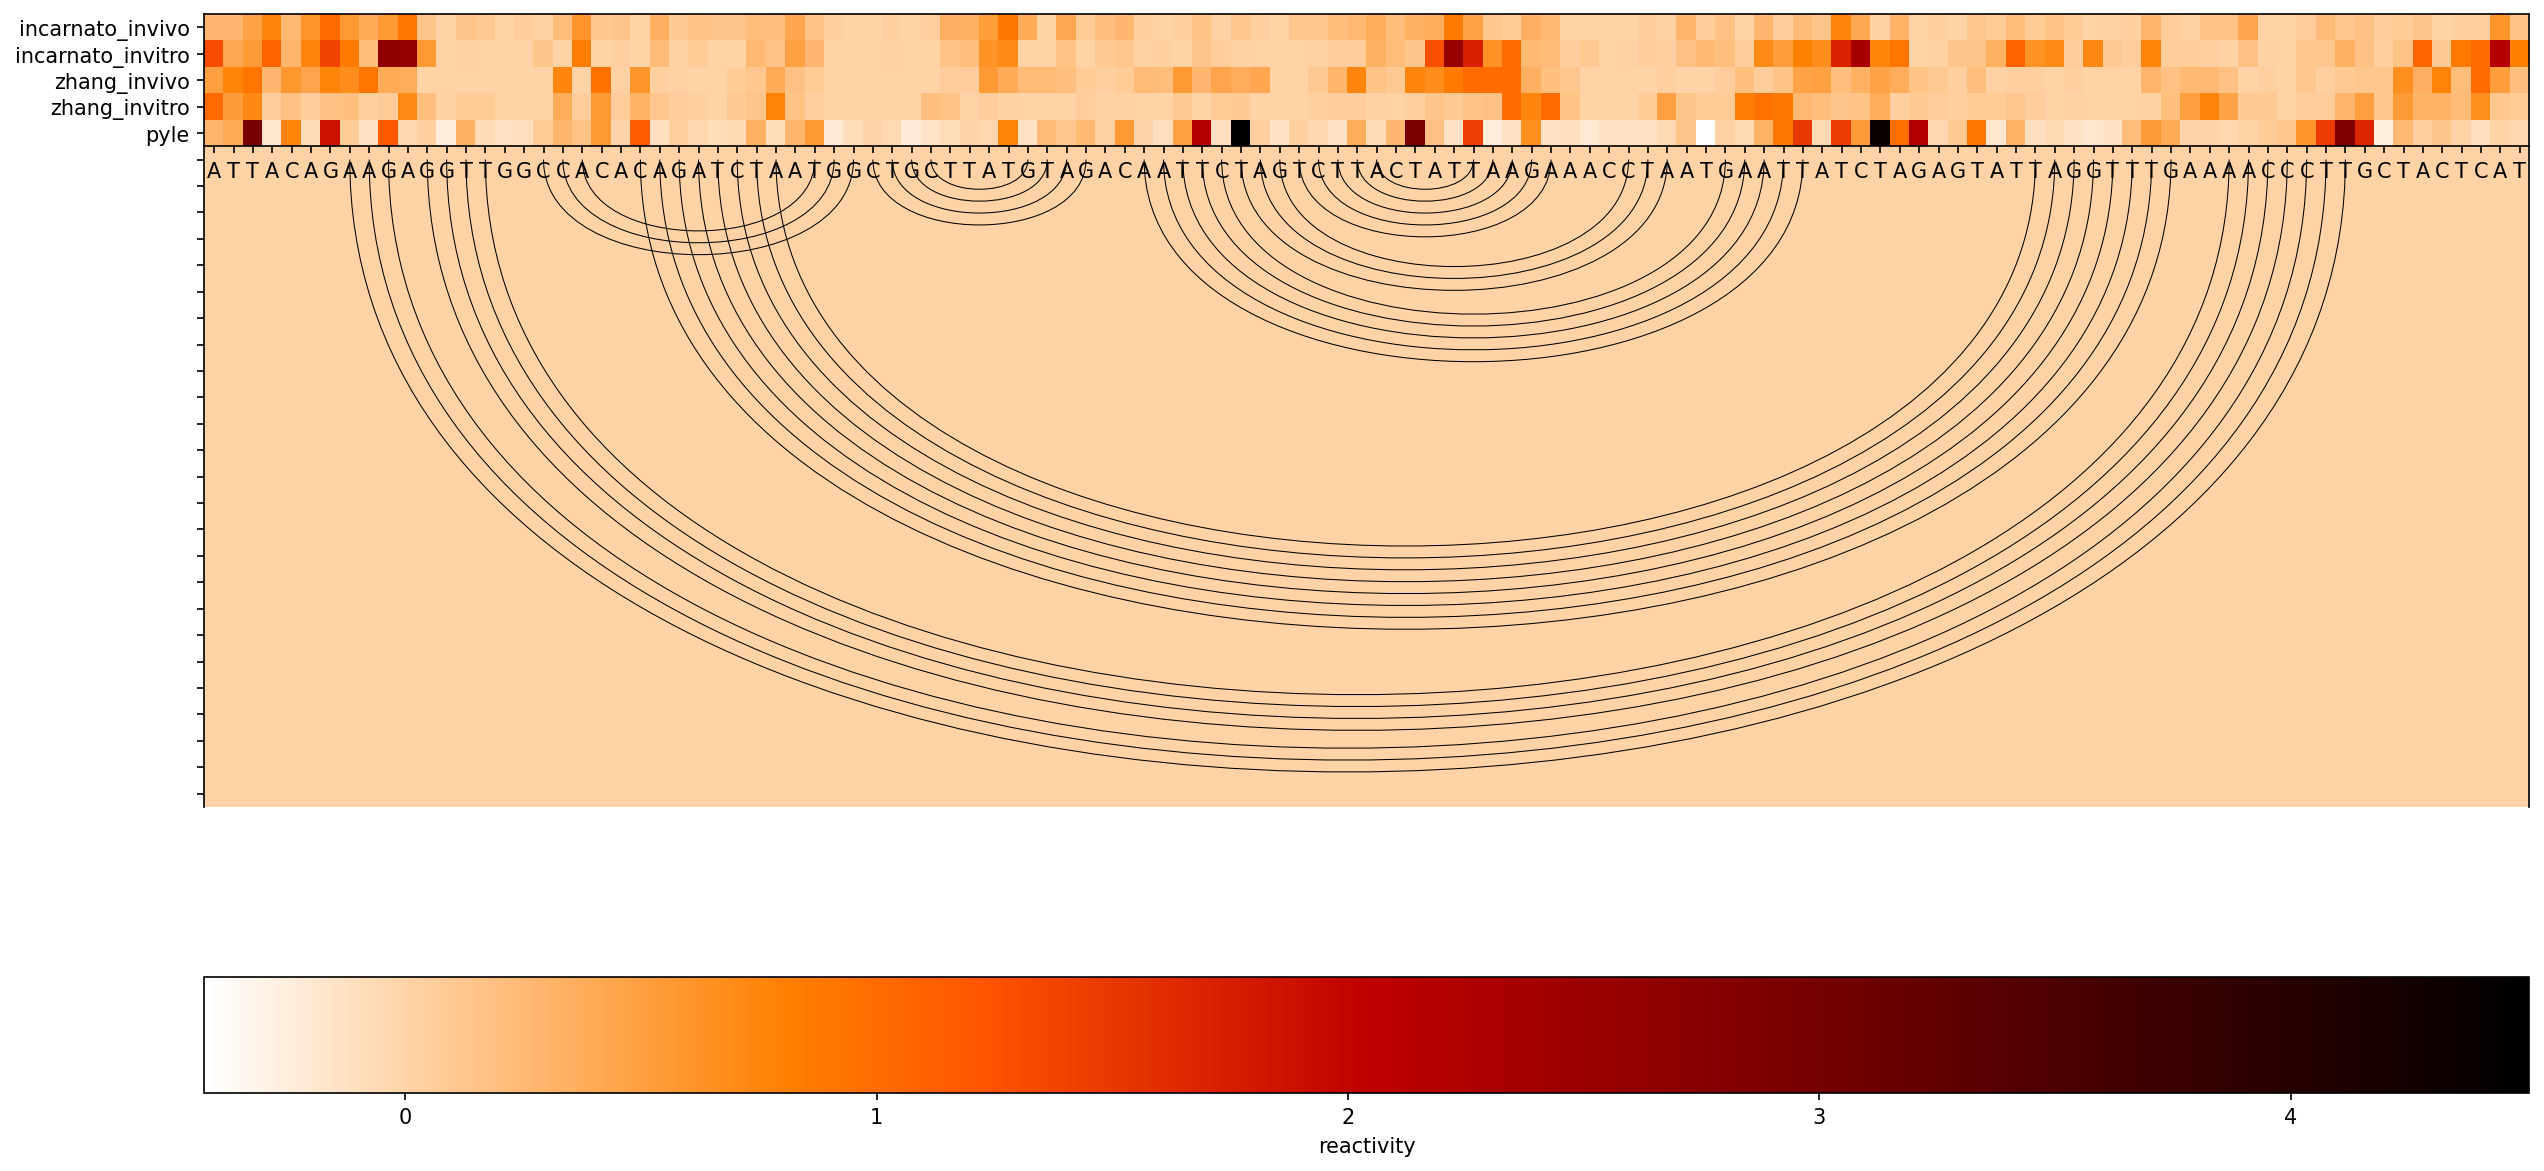 incarnato_invivo
incarnato_invitro
zhang_invivo
zhang_invitro
pyle
ATTACAGAAGAGGTTGGCCACACAGATCTAATGGCTGCTTATGTAGACAATTCTAGTCTTACTATTAAGAAACCTAATGAATTATCTAGAGTATTAGGTTTGAAAACCCTTGCTACTCAT
0 1 2 3 4
reactivity